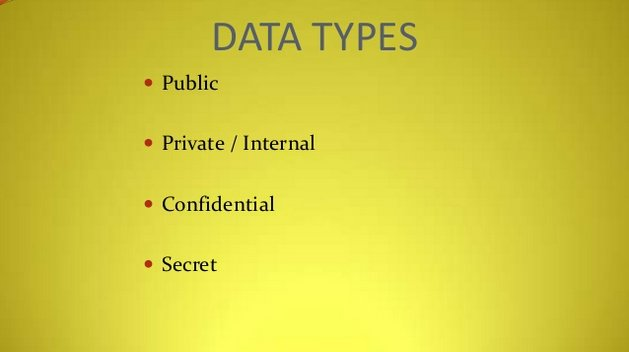 DATA TYPES
Public
Private / Internal
Confidential
Secret